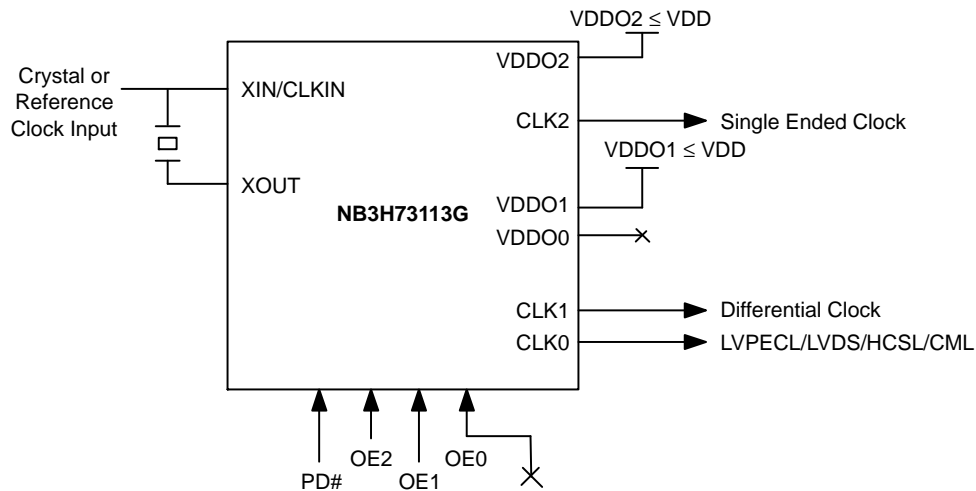 VDDO2 ≤ VDD
VDDO2
Crystal or
Reference
Clock Input
XIN/CLKIN
CLK2
Single Ended Clock
VDDO1 ≤ VDD
XOUT
NB3H73113G
VDDO1
VDDO0
CLK1
Differential Clock
CLK0
LVPECL/LVDS/HCSL/CML
PD#
OE2
OE1
OE0